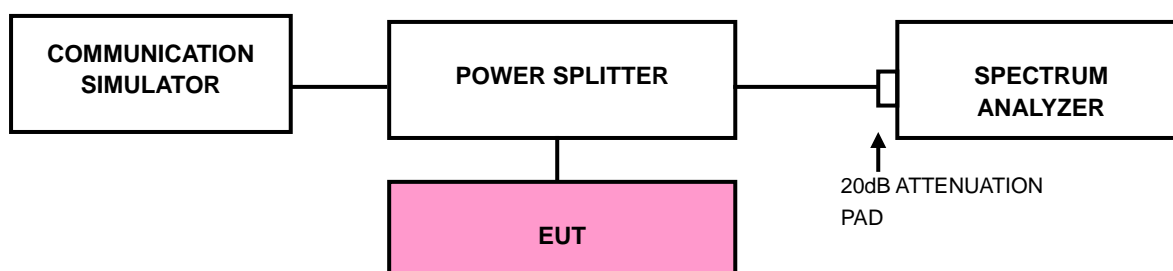 COMMUNICATION
SIMULATOR
POWER SPLITTER
SPECTRUM
ANALYZER
20dB ATTENUATION
PAD
EUT